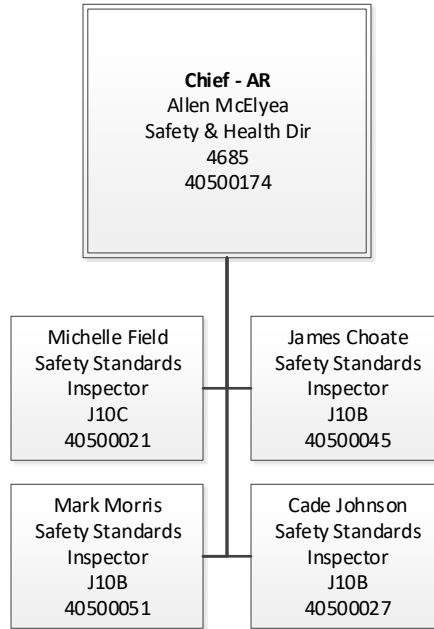 Chief - AR
Allen McElyea
Safety & Health Dir
4685
40500174
Michelle Field
Safety Standards
Inspector
J10C
40500021
James Choate
Safety Standards
Inspector
J10B
40500045
Mark Morris
Safety Standards
Inspector
J10B
40500051
Cade Johnson
Safety Standards
Inspector
J10B
40500027